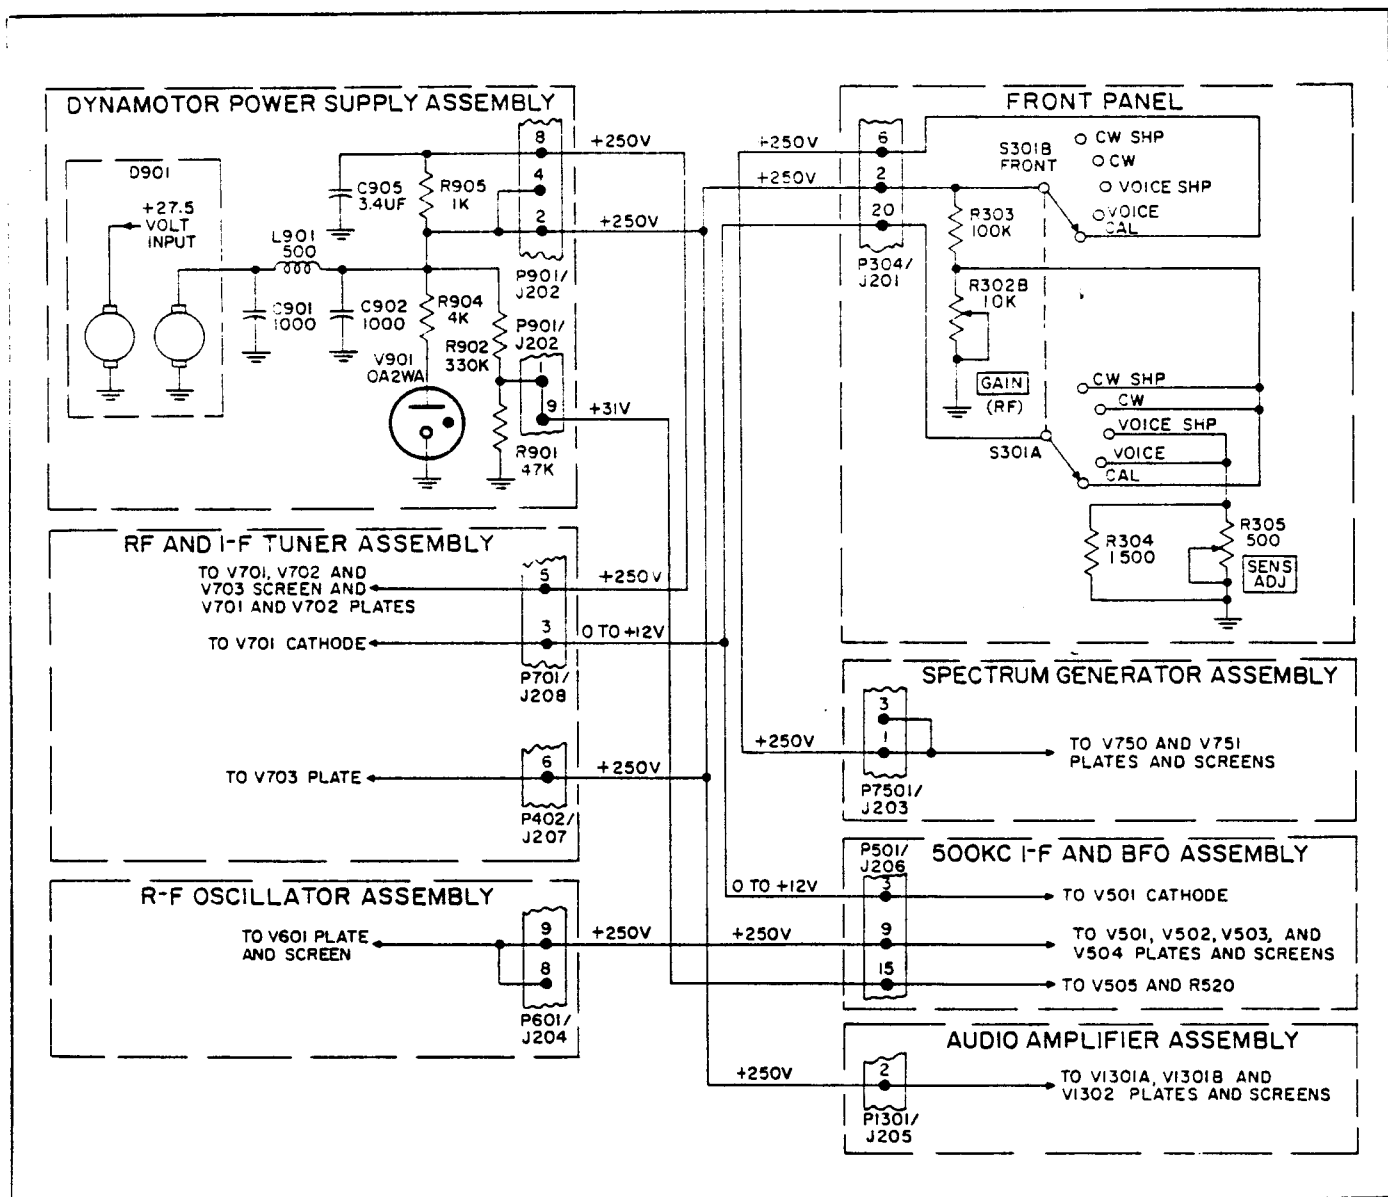 DYNAMOTOR POWER SUPPLY ASSEMBLY
D901
+27.5
VOLT
INPUT
L901
500
C901
1000
C902
1000
C905
3.4UF
R905
1K
R904
4K
R902
330K
V901
OA2WA
R901
47K
8
4
2
P901/
J202
P901/
J202
1
9
+250V
+250V
+31V
FRONT PANEL
+250V
+250V
6
2
20
P304/
J201
S301B
FRONT
CW SHP
CW
VOICE SHP
VOICE
CAL
R303
100K
R302B
10K
GAIN
(RF)
S301A
CW SHP
CW
VOICE SHP
VOICE
CAL
R304
1500
R305
500
SENS
ADJ
RF AND I-F TUNER ASSEMBLY
TO V701, V702 AND
V703 SCREEN AND
V701 AND V702 PLATES
5
+250V
TO V701 CATHODE
3
0 TO +12V
P701/
J208
TO V703 PLATE
6
+250V
P402/
J207
SPECTRUM GENERATOR ASSEMBLY
3
1
+250V
TO V750 AND V751
PLATES AND SCREENS
P7501/
J203
R-F OSCILLATOR ASSEMBLY
TO V601 PLATE
AND SCREEN
9
8
+250V
P601/
J204
500KC I-F AND BFO ASSEMBLY
P501/
J206
0 TO +12V
3
TO V501 CATHODE
+250V
9
TO V501, V502, V503, AND
V504 PLATES AND SCREENS
15
TO V505 AND R520
AUDIO AMPLIFIER ASSEMBLY
+250V
2
TO V1301A, V1301B AND
V1302 PLATES AND SCREENS
P1301/
J205